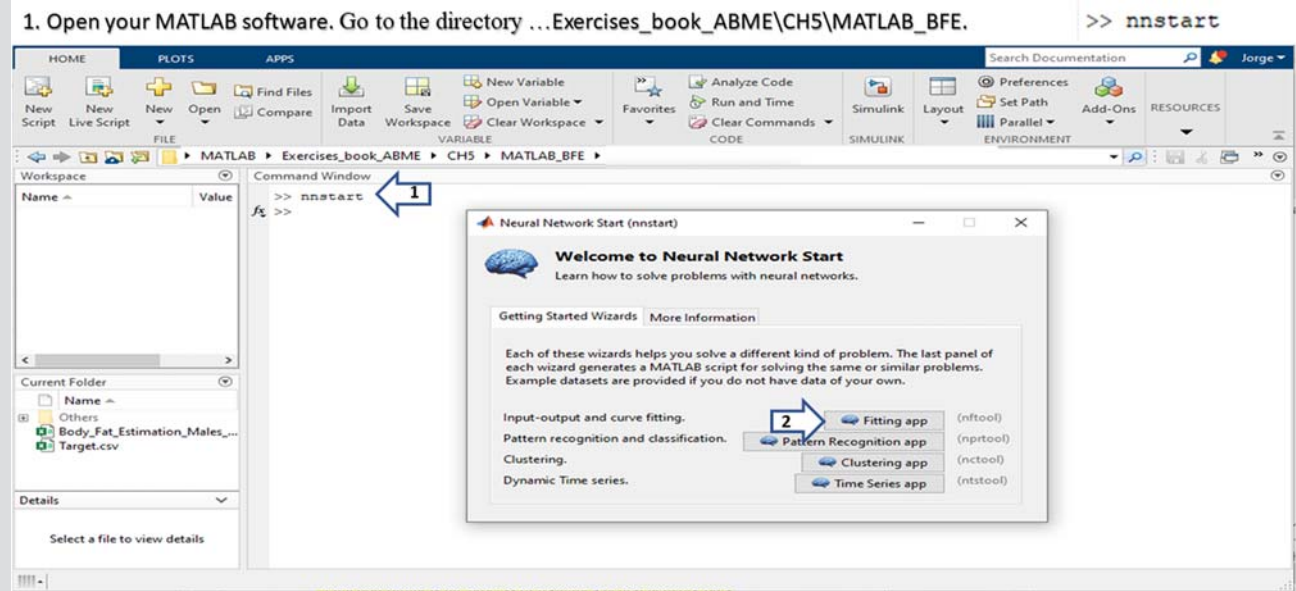 1. Open your MATLAB software. Go to the directory …Exercises_book_ABME\CH5\MATLAB_BFE.
>> nnstart
HOME PLOTS APPS
Search Documentation
Jorge
New Script
New Live Script
New
Open
Find Files
Compare
Import Data
Save Workspace
New Variable
Open Variable
Clear Workspace
Favorites
Analyze Code
Run and Time
Clear Commands
Simulink
Layout
Preferences
Set Path
Parallel
Add-Ons
RESOURCES
FILE VARIABLE CODE SIMULINK ENVIRONMENT
MATLAB Exercises_book_ABME CH5 MATLAB_BFE
Workspace
Name Value
Command Window
>> nnstart
1
fx >>
Neural Network Start (nnstart)
Welcome to Neural Network Start
Learn how to solve problems with neural networks.
Getting Started Wizards More Information
Each of these wizards helps you solve a different kind of problem. The last panel of
each wizard generates a MATLAB script for solving the same or similar problems.
Example datasets are provided if you do not have data of your own.
Input-output and curve fitting. 2 Fitting app (nftool)
Pattern recognition and classification. Pattern Recognition app (nprtool)
Clustering. Clustering app (nctool)
Dynamic Time series. Time Series app (ntstool)
Current Folder
Name
Others
Body_Fat_Estimation_Males_...
Target.csv
Details
Select a file to view details